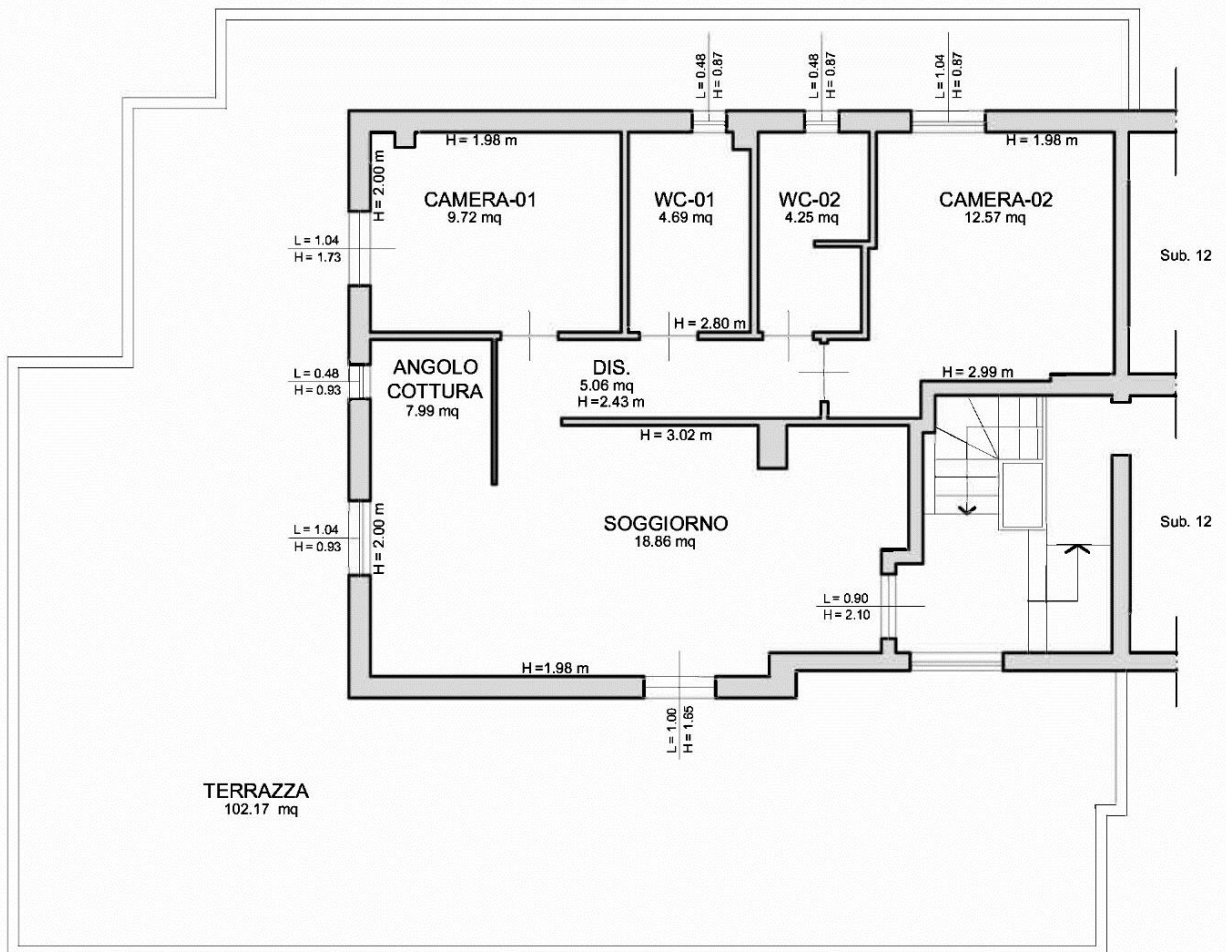 L = 0.48
H = 0.87
L = 0.48
H = 0.87
L = 1.04
H = 0.87
H = 1.98 m
H = 1.98 m
H = 2.00 m
CAMERA-01
9.72 mq
WC-01
4.69 mq
WC-02
4.25 mq
CAMERA-02
12.57 mq
L = 1.04
H = 1.73
Sub. 12
H = 2.80 m
ANGOLO
COTTURA
7.99 mq
DIS.
5.06 mq
H =2.43 m
L = 0.48
H = 0.93
H = 2.99 m
H = 3.02 m
L = 1.04
H = 0.93
H = 2.00 m
SOGGIORNO
18.86 mq
Sub. 12
L = 0.90
H = 2.10
H =1.98 m
L = 1.00
H = 1.65
TERRAZZA
102.17 mq